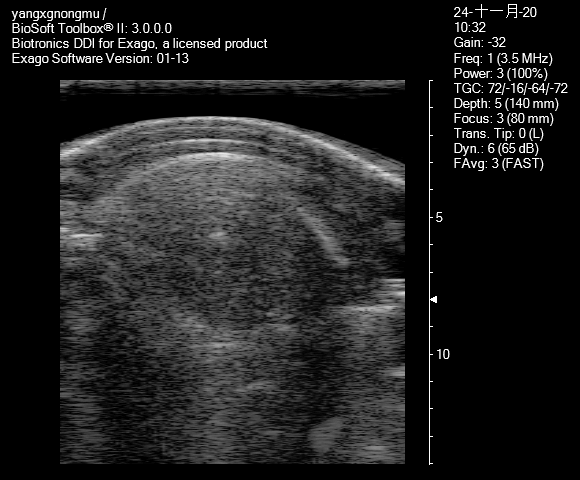 yangxgnongmu /
BioSoft Toolbox® II: 3.0.0.0
Biotronics DDI for Exago, a licensed product
Exago Software Version: 01-13
24-十一月-20
10:32
Gain: -32
Freq: 1 (3.5 MHz)
Power: 3 (100%)
TGC: 72/-16/-64/-72
Depth: 5 (140 mm)
Focus: 3 (80 mm)
Trans. Tip: 0 (L)
Dyn.: 6 (65 dB)
FAvg: 3 (FAST)
5
10